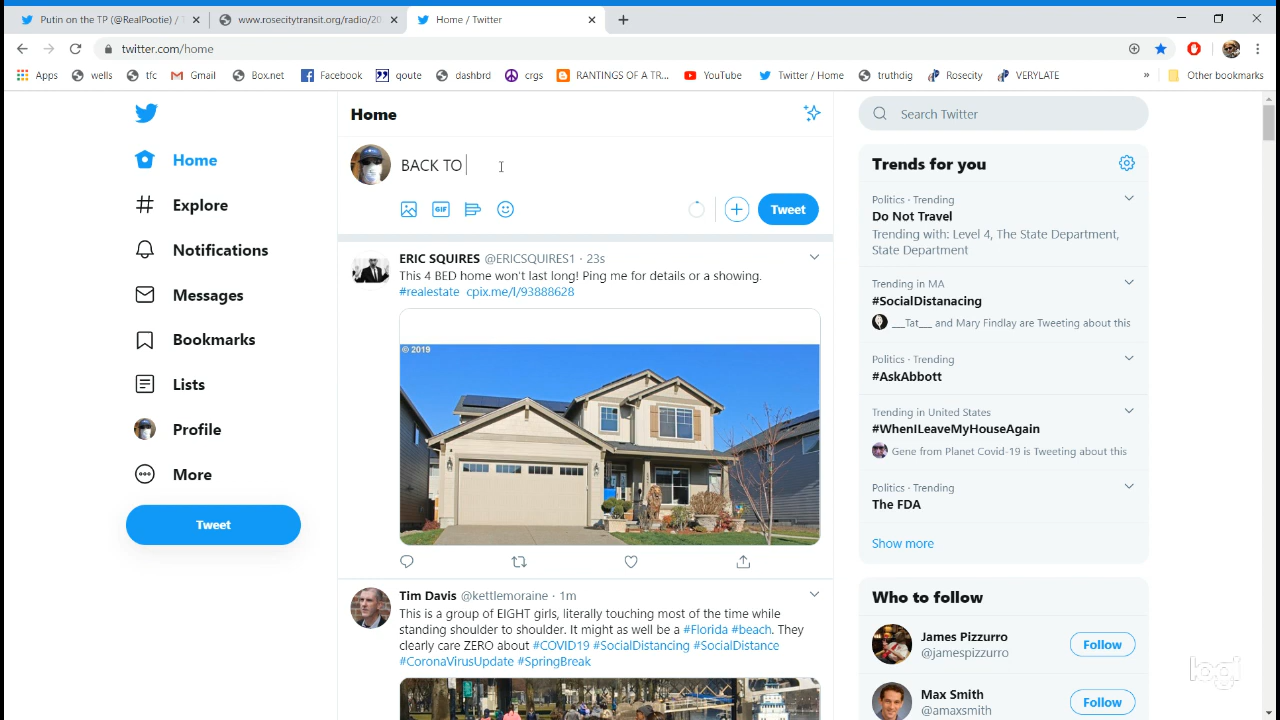 Putin on the TP (@RealPootie) / T
www.rosecitytransit.org/radio/20
Home / Twitter
twitter.com/home
Apps
wells
tfc
Gmail
Box.net
Facebook
qoute
dashbrd
crgs
RANTINGS OF A TR...
YouTube
Twitter / Home
truthdig
Rosecity
VERYLATE
»
Other bookmarks
Home
Explore
Notifications
Messages
Bookmarks
Lists
Profile
More
Tweet
Home
BACK TO
GIF
Tweet
ERIC SQUIRES @ERICSQUIRES1 · 23s
This 4 BED home won't last long! Ping me for details or a showing.
#realestate cpix.me/l/93888628
© 2019
Tim Davis @kettlemoraine · 1m
This is a group of EIGHT girls, literally touching most of the time while
standing shoulder to shoulder. It might as well be a #Florida #beach. They
clearly care ZERO about #COVID19 #SocialDistancing #SocialDistance
#CoronaVirusUpdate #SpringBreak
Search Twitter
Trends for you
Politics · Trending
Do Not Travel
Trending with: Level 4, The State Department,
State Department
Trending in MA
#SocialDistanacing
___Tat___ and Mary Findlay are Tweeting about this
Politics · Trending
#AskAbbott
Trending in United States
#WhenILeaveMyHouseAgain
Gene from Planet Covid-19 is Tweeting about this
Politics · Trending
The FDA
Show more
Who to follow
James Pizzurro
@jamespizzurro
Follow
Max Smith
@amaxsmith
Follow
logi